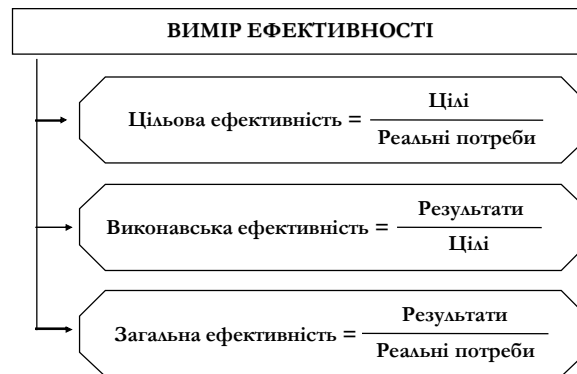 ВИМІР ЕФЕКТИВНОСТІ
Цілі
Цільова ефективність =
Реальні потреби
Результати
Виконавська ефективність =
Цілі
Результати
Загальна ефективність =
Реальні потреби